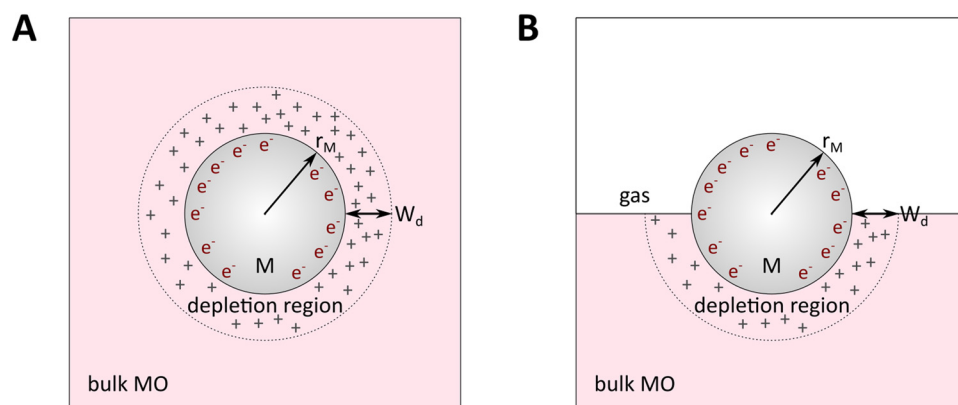 A
r_M
e⁻ e⁻ e⁻ e⁻ e⁻ e⁻ e⁻ e⁻ e⁻ e⁻ e⁻ e⁻
W_d
M
depletion region
bulk MO
B
r_M
gas
e⁻ e⁻ e⁻ e⁻ e⁻ e⁻ e⁻ e⁻ e⁻ e⁻ e⁻ e⁻
W_d
M
depletion region
bulk MO